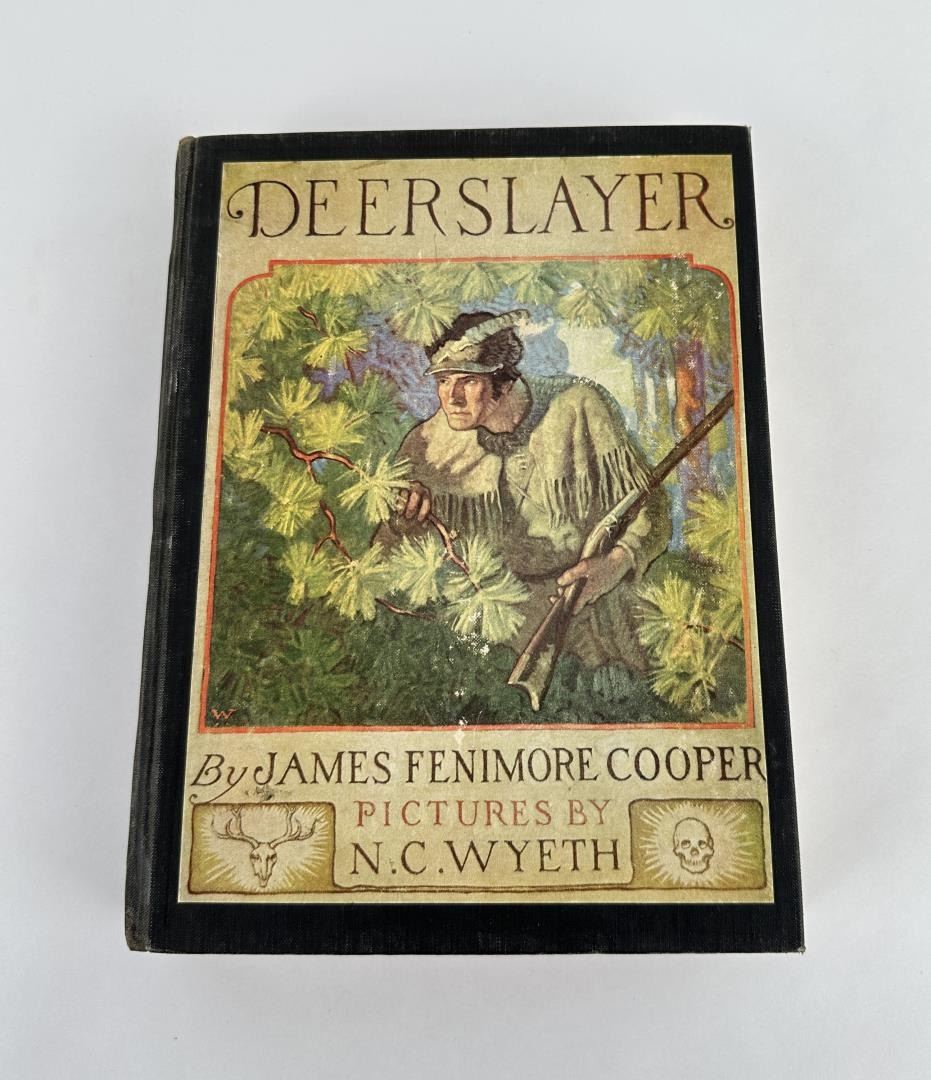 DEERSLAYER
W
By JAMES FENIMORE COOPER
PICTURES BY
N.C. WYETH